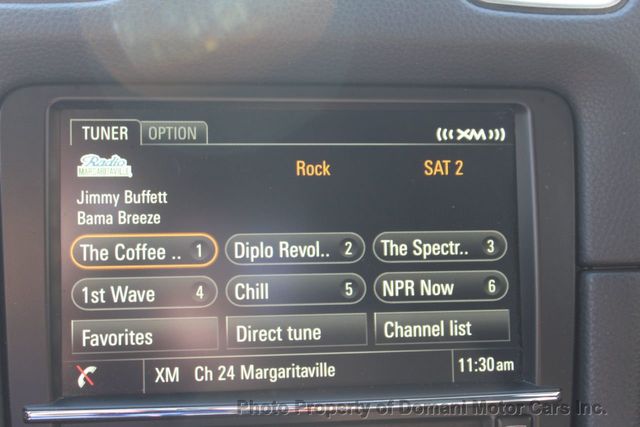 TUNER OPTION (((XM)))
Radio
MARGARITAVILLE
Rock SAT 2
Jimmy Buffett
Bama Breeze
The Coffee .. 1 Diplo Revol.. 2 The Spectr.. 3
1st Wave 4 Chill 5 NPR Now 6
Favorites Direct tune Channel list
XM Ch 24 Margaritaville 11:30 am
Photo Property of Domani Motor Cars Inc.